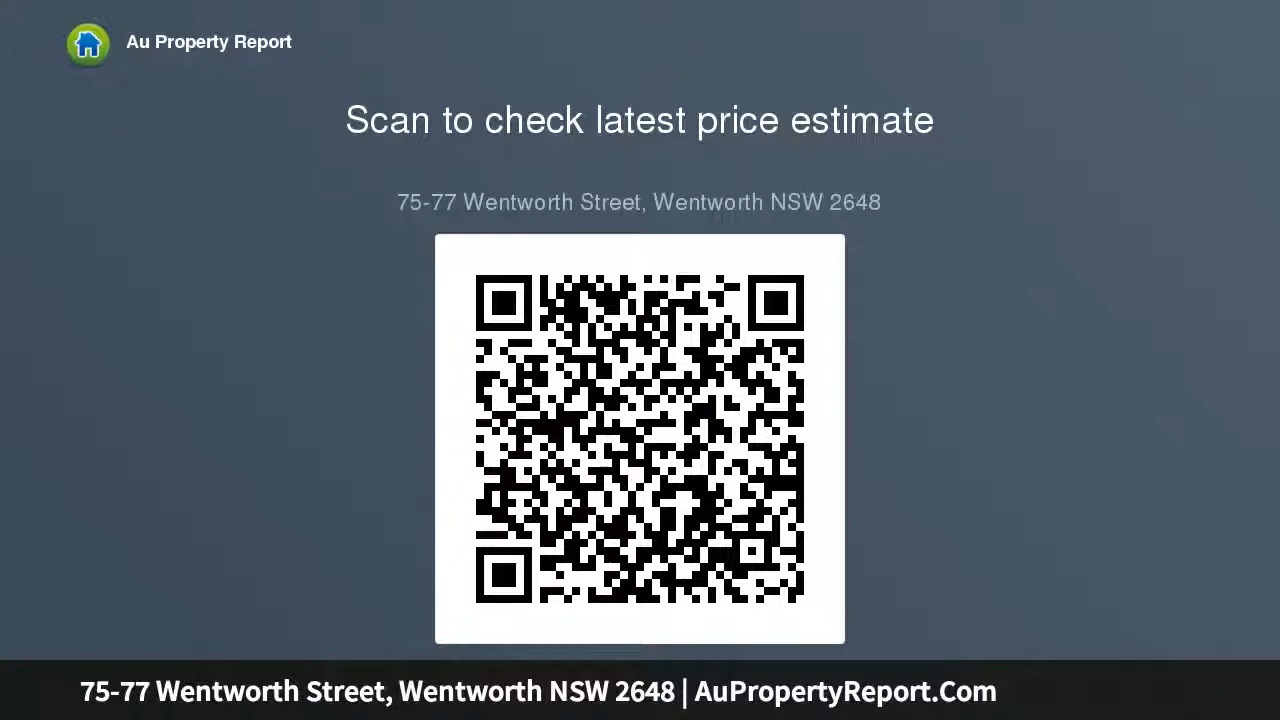 Au Property Report
Scan to check latest price estimate
75-77 Wentworth Street, Wentworth NSW 2648
75-77 Wentworth Street, Wentworth NSW 2648 | AuPropertyReport.Com